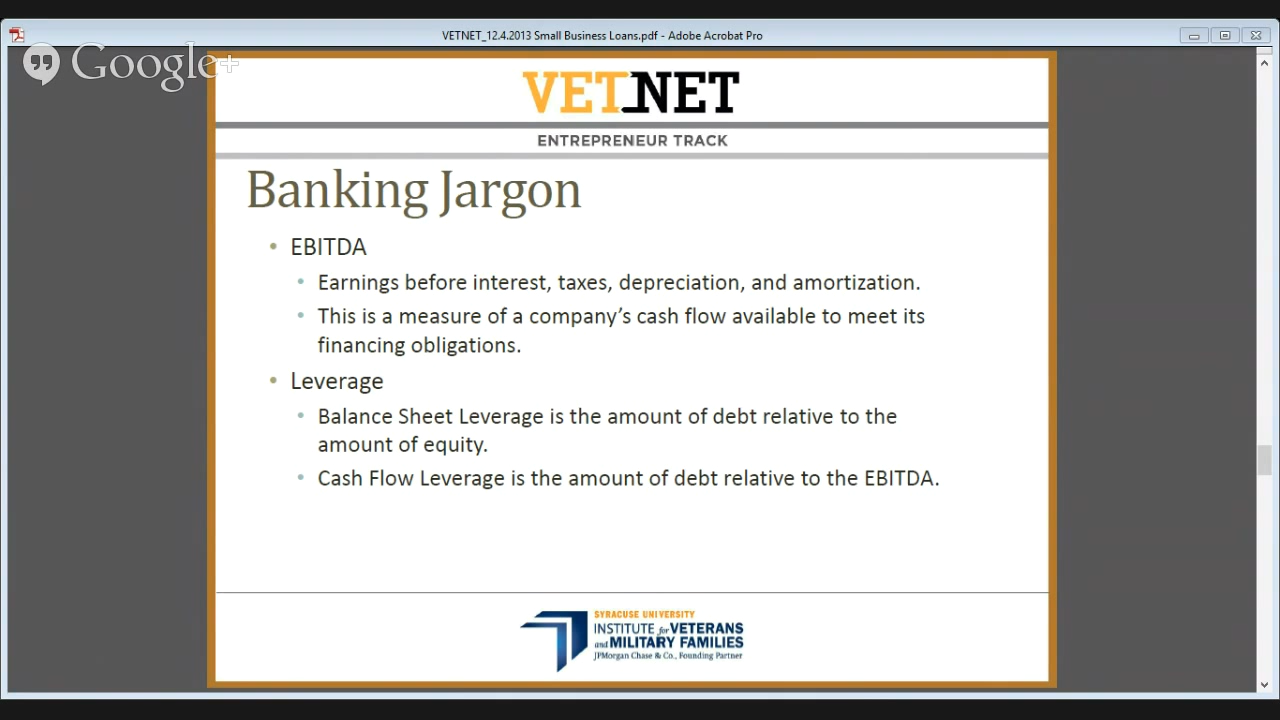 VETNET_12.4.2013 Small Business Loans.pdf - Adobe Acrobat Pro
Google+
VETNET
ENTREPRENEUR TRACK
Banking Jargon
• EBITDA
• Earnings before interest, taxes, depreciation, and amortization.
• This is a measure of a company's cash flow available to meet its
financing obligations.
• Leverage
• Balance Sheet Leverage is the amount of debt relative to the
amount of equity.
• Cash Flow Leverage is the amount of debt relative to the EBITDA.
SYRACUSE UNIVERSITY
INSTITUTE for VETERANS
and MILITARY FAMILIES
JPMorgan Chase & Co., Founding Partner